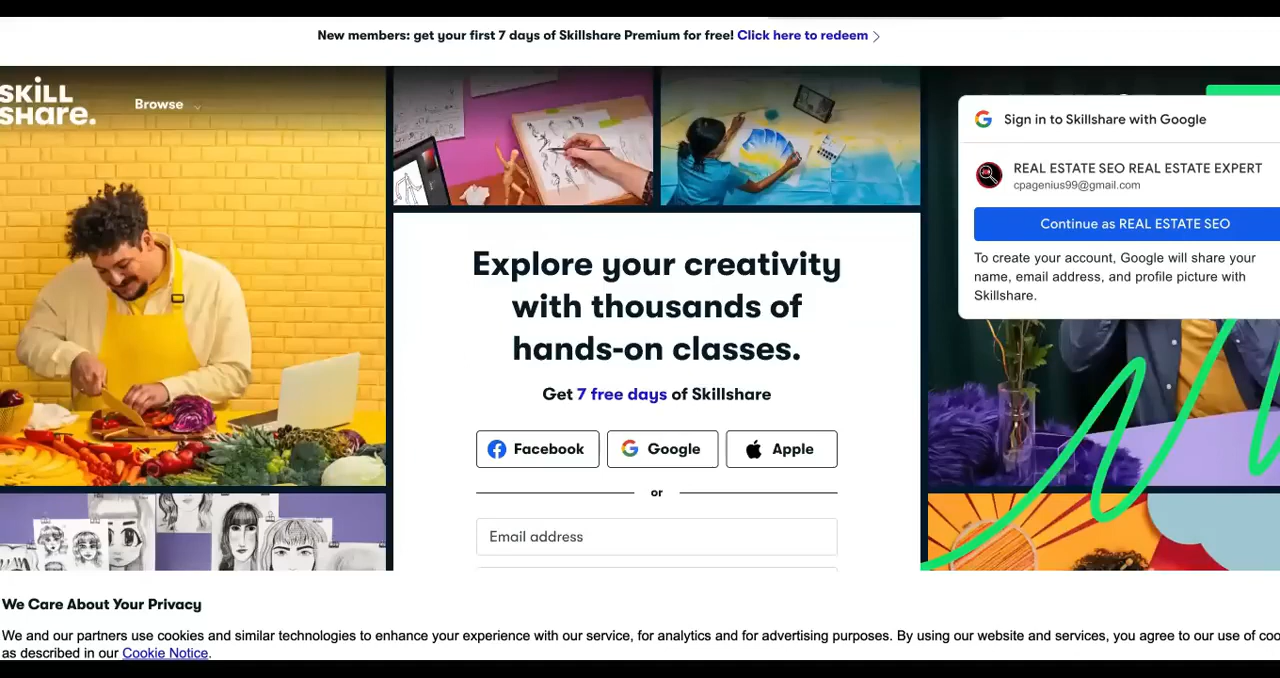 New members: get your first 7 days of Skillshare Premium for free! Click here to redeem
SKILL
SHare.
Browse
Sign in to Skillshare with Google
REAL ESTATE SEO REAL ESTATE EXPERT
cpagenius99@gmail.com
Continue as REAL ESTATE SEO
To create your account, Google will share your
name, email address, and profile picture with
Skillshare.
Explore your creativity
with thousands of
hands-on classes.
Get 7 free days of Skillshare
Facebook
Google
Apple
or
Email address
We Care About Your Privacy
We and our partners use cookies and similar technologies to enhance your experience with our service, for analytics and for advertising purposes. By using our website and services, you agree to our use of coo
as described in our Cookie Notice.